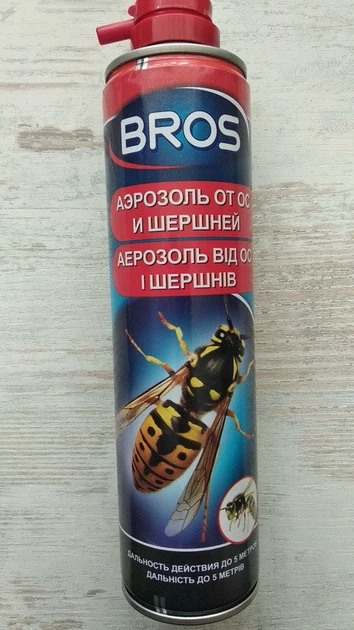 BROS
АЭРОЗОЛЬ ОТ ОС
И ШЕРШНЕЙ
АЕРОЗОЛЬ ВІД ОС
І ШЕРШНІВ
ДАЛЬНОСТЬ ДЕЙСТВИЯ ДО 5 МЕТРОВ
ДАЛЬНІСТЬ ДО 5 МЕТРІВ